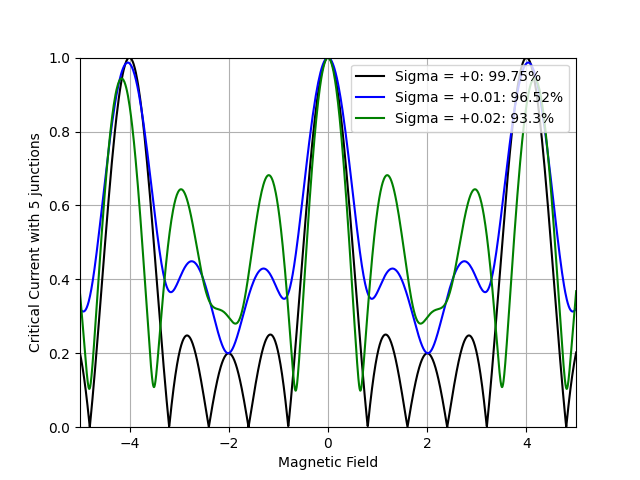 Sigma = +0: 99.75%
Sigma = +0.01: 96.52%
Sigma = +0.02: 93.3%
Critical Current with 5 junctions
1.0
0.8
0.6
0.4
0.2
0.0
−4 −2 0 2 4
Magnetic Field